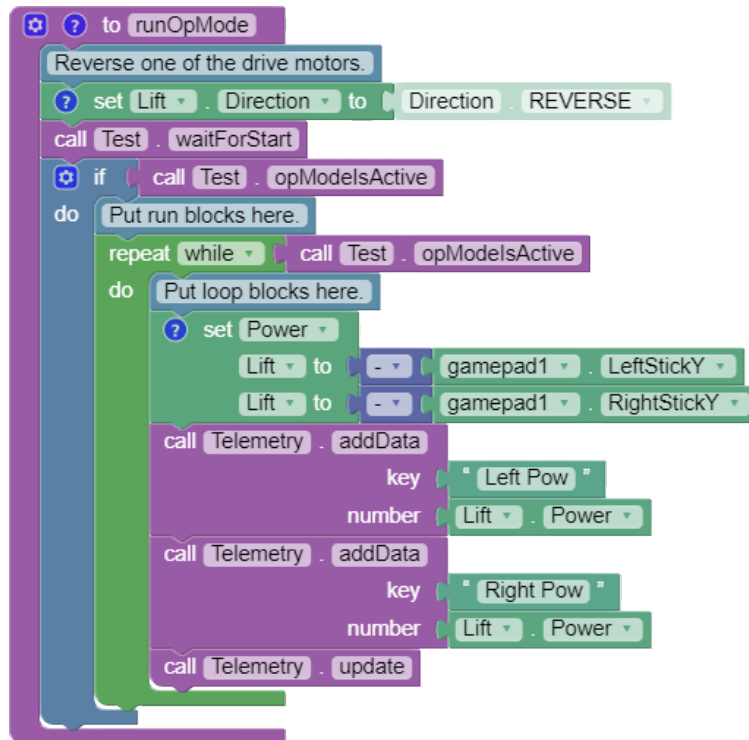 to runOpMode
Reverse one of the drive motors.
set Lift . Direction to Direction . REVERSE
call Test . waitForStart
if call Test . opModeIsActive
do Put run blocks here.
repeat while call Test . opModeIsActive
do Put loop blocks here.
set Power
Lift to - gamepad1 . LeftStickY
Lift to - gamepad1 . RightStickY
call Telemetry . addData
key “ Left Pow ”
number Lift . Power
call Telemetry . addData
key “ Right Pow ”
number Lift . Power
call Telemetry . update